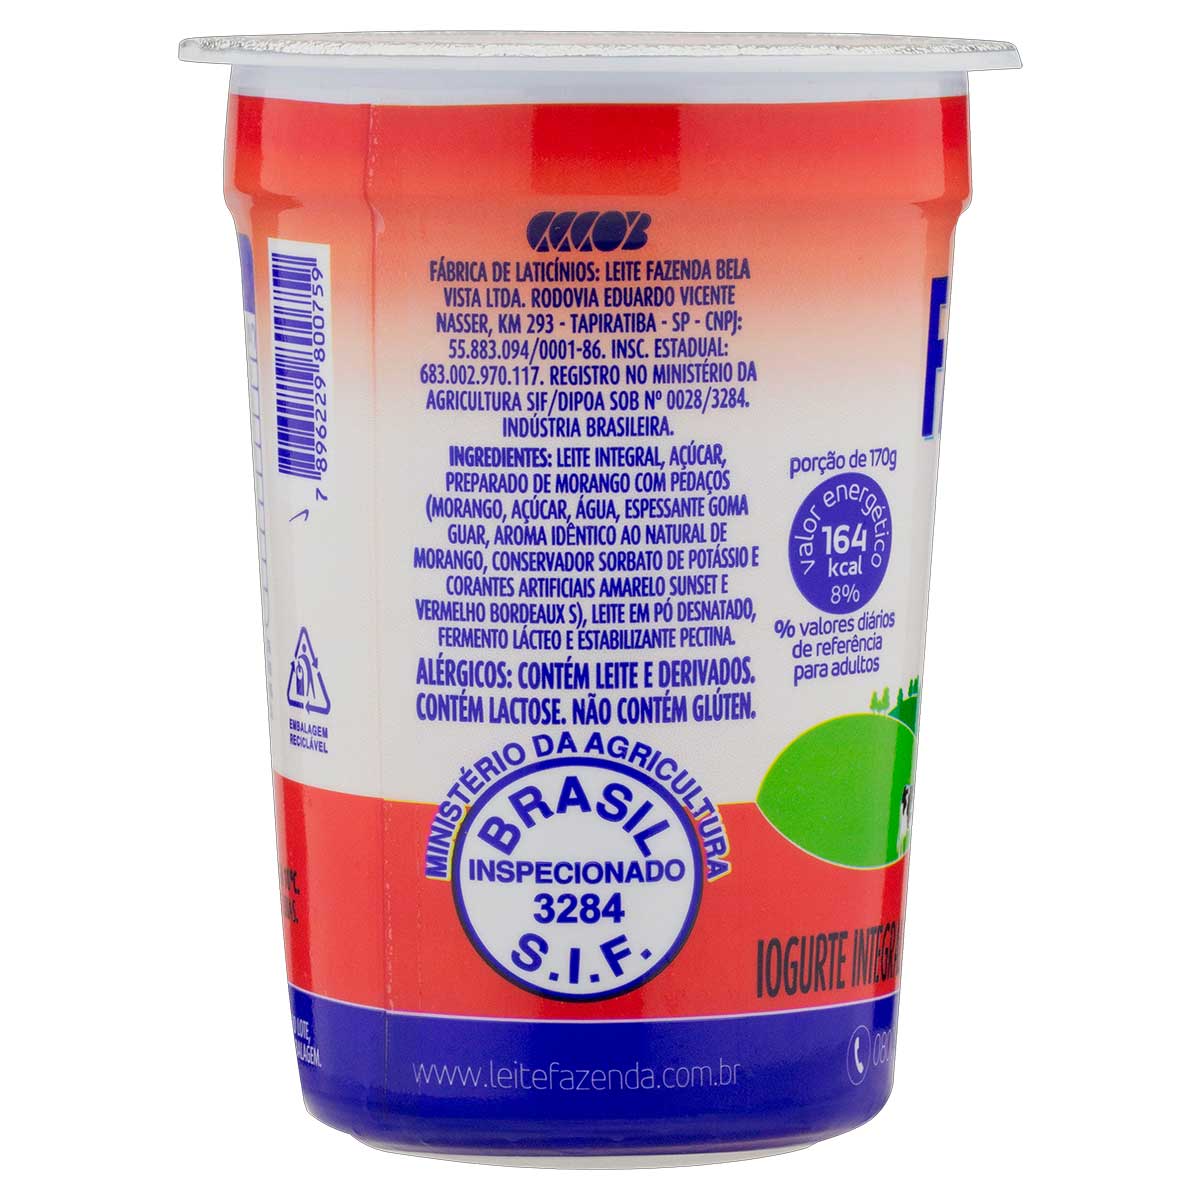 FÁBRICA DE LATICÍNIOS: LEITE FAZENDA BELA
VISTA LTDA. RODOVIA EDUARDO VICENTE
NASSER, KM 293 - TAPIRATIBA - SP - CNPJ:
55.883.094/0001-86. INSC. ESTADUAL:
683.002.970.117. REGISTRO NO MINISTÉRIO DA
AGRICULTURA SIF/DIPOA SOB Nº 0028/3284.
INDÚSTRIA BRASILEIRA.
INGREDIENTES: LEITE INTEGRAL, AÇÚCAR,
PREPARADO DE MORANGO COM PEDAÇOS
(MORANGO, AÇÚCAR, ÁGUA, ESPESSANTE GOMA
GUAR, AROMA IDÊNTICO AO NATURAL DE
MORANGO, CONSERVADOR SORBATO DE POTÁSSIO E
CORANTES ARTIFICIAIS AMARELO SUNSET E
VERMELHO BORDEAUX S), LEITE EM PÓ DESNATADO,
FERMENTO LÁCTEO E ESTABILIZANTE PECTINA.
ALÉRGICOS: CONTÉM LEITE E DERIVADOS.
CONTÉM LACTOSE. NÃO CONTÉM GLÚTEN.
MINISTÉRIO DA AGRICULTURA
BRASIL
INSPECIONADO
3284
S.I.F.
www.leitefazenda.com.br
7 896229 800759
EMBALAGEM
RECICLÁVEL
porção de 170g
valor energético
164
kcal
8%
% valores diários
de referência
para adultos
IOGURTE
LOTE,